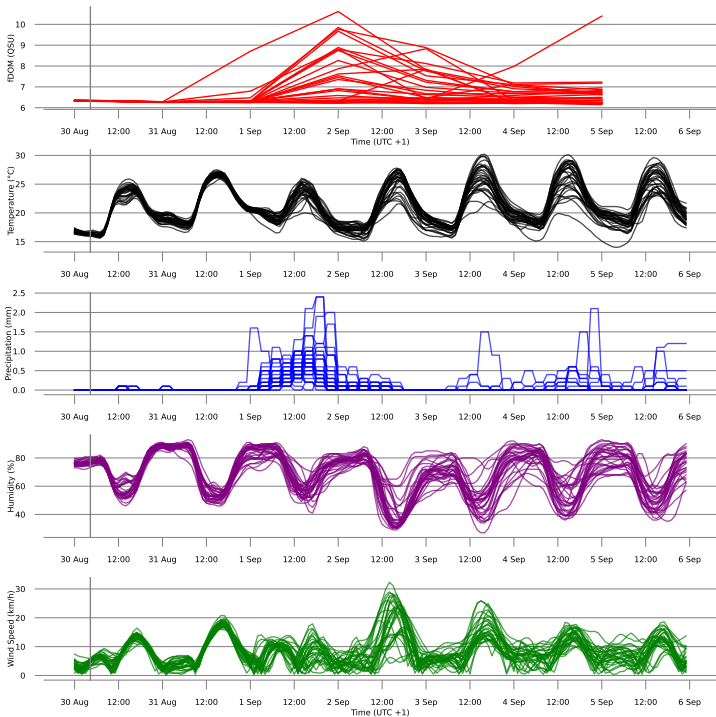 fDOM (QSU)
10
9
8
7
6
30 Aug 12:00 31 Aug 12:00 1 Sep 12:00 2 Sep 12:00 3 Sep 12:00 4 Sep 12:00 5 Sep 12:00 6 Sep
Time (UTC +1)
Temperature (°C)
30
25
20
15
30 Aug 12:00 31 Aug 12:00 1 Sep 12:00 2 Sep 12:00 3 Sep 12:00 4 Sep 12:00 5 Sep 12:00 6 Sep
Precipitation (mm)
2.5
2.0
1.5
1.0
0.5
0.0
30 Aug 12:00 31 Aug 12:00 1 Sep 12:00 2 Sep 12:00 3 Sep 12:00 4 Sep 12:00 5 Sep 12:00 6 Sep
Humidity (%)
80
60
40
30 Aug 12:00 31 Aug 12:00 1 Sep 12:00 2 Sep 12:00 3 Sep 12:00 4 Sep 12:00 5 Sep 12:00 6 Sep
Wind Speed (km/h)
30
20
10
0
30 Aug 12:00 31 Aug 12:00 1 Sep 12:00 2 Sep 12:00 3 Sep 12:00 4 Sep 12:00 5 Sep 12:00 6 Sep
Time (UTC +1)